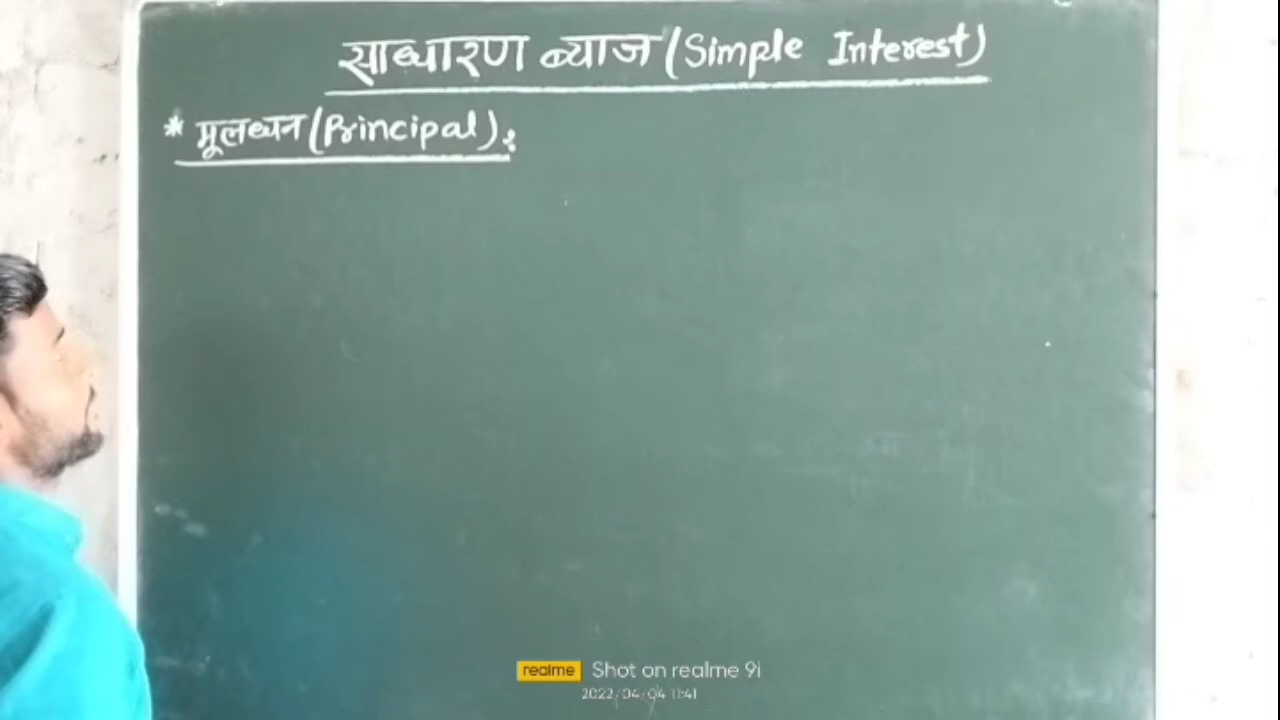 साधारण ब्याज (Simple Interest)
* मूलधन (Principal) :
realme Shot on realme 9i
2022/04/04 11:41